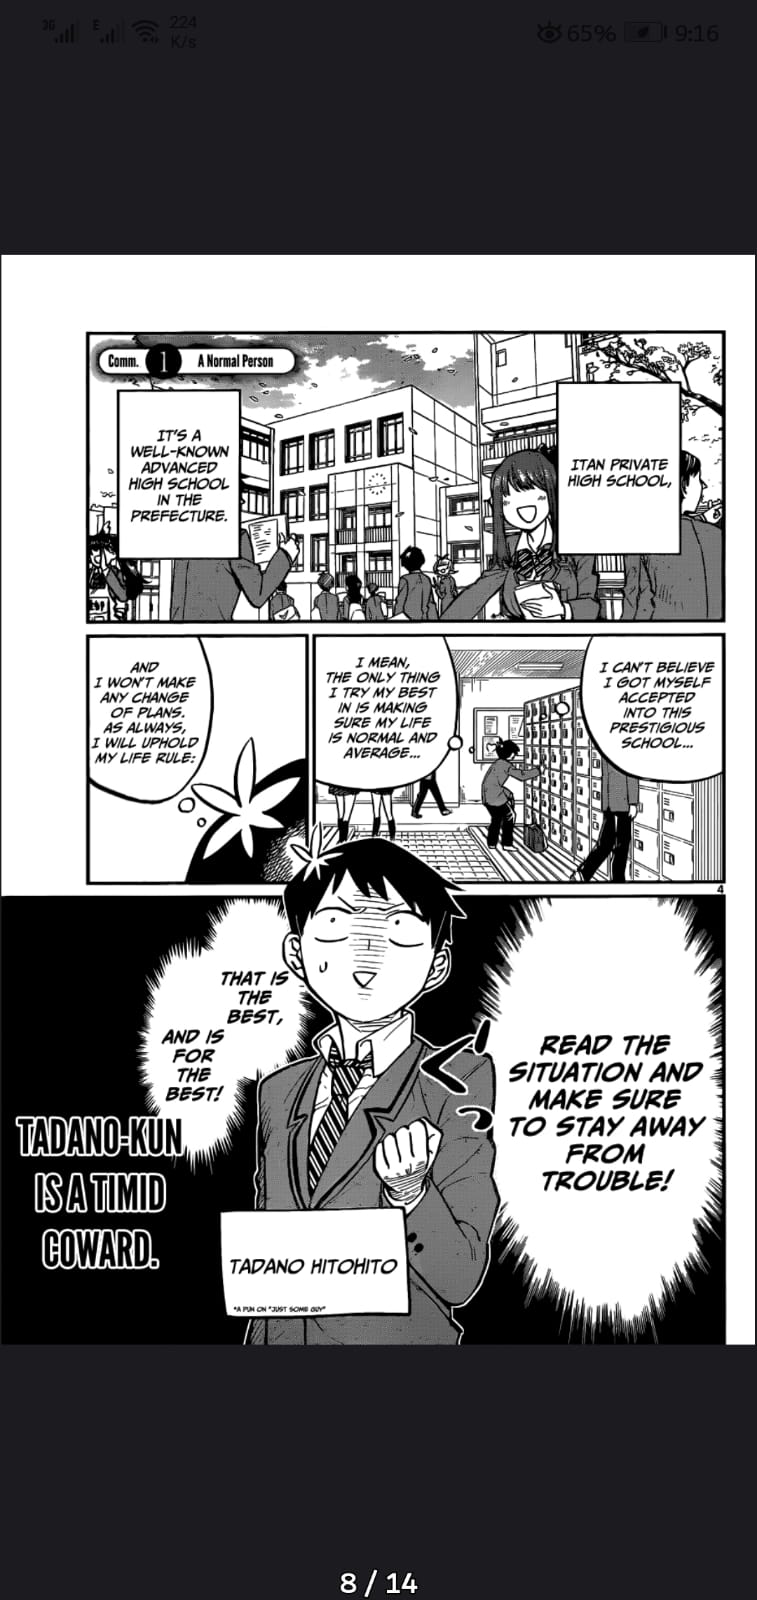 3G
E
224
K/s
65%
9:16
Comm. 1 A Normal Person
ITAN PRIVATE
HIGH SCHOOL,
IT'S A
WELL-KNOWN
ADVANCED
HIGH SCHOOL
IN THE
PREFECTURE.
I CAN'T BELIEVE
I GOT MYSELF
ACCEPTED
INTO THIS
PRESTIGIOUS
SCHOOL...
I MEAN,
THE ONLY THING
I TRY MY BEST
IN IS MAKING
SURE MY LIFE
IS NORMAL AND
AVERAGE...
AND
I WON'T MAKE
ANY CHANGE
OF PLANS.
AS ALWAYS,
I WILL UPHOLD
MY LIFE RULE:
4
READ THE
SITUATION AND
MAKE SURE
TO STAY AWAY
FROM
TROUBLE!
THAT IS
THE
BEST,
AND IS
FOR
THE
BEST!
ぐっ
TADANO-KUN
IS A TIMID
COWARD.
TADANO HITOHITO
*A PUN ON "JUST SOME GUY"
8 / 14